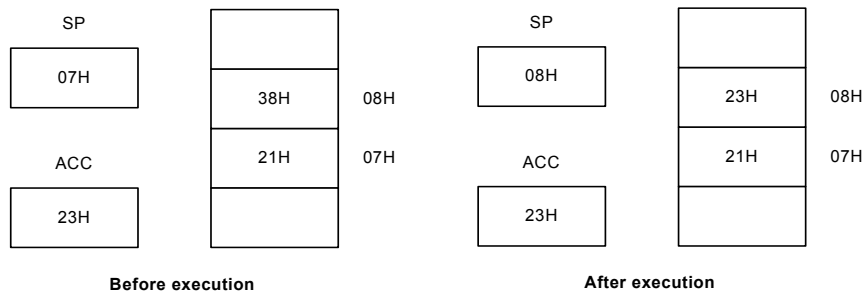 SP
07H
38H 08H
21H 07H
ACC
23H
Before execution
SP
08H
23H 08H
21H 07H
ACC
23H
After execution